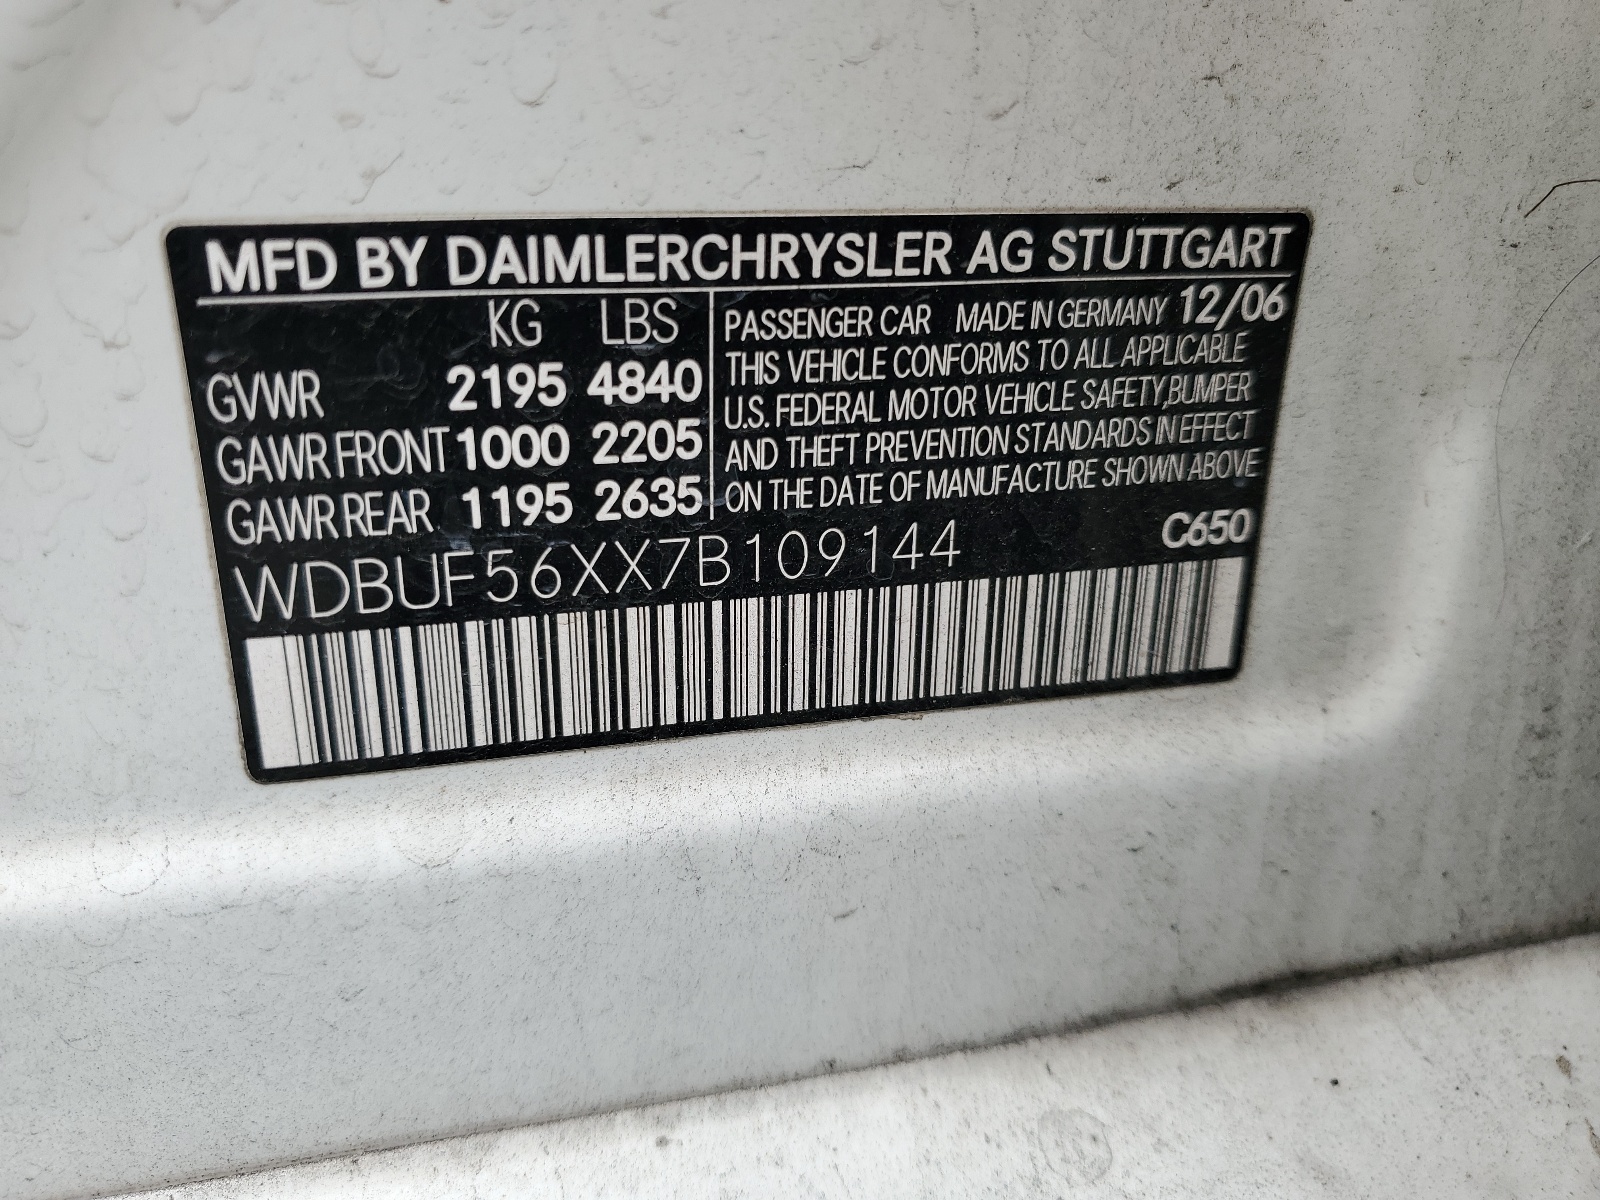 MFD BY DAIMLERCHRYSLER AG STUTTGART
KG LBS
GVWR 2195 4840
GAWR FRONT 1000 2205
GAWR REAR 1195 2635
PASSENGER CAR MADE IN GERMANY 12/06
THIS VEHICLE CONFORMS TO ALL APPLICABLE
U.S. FEDERAL MOTOR VEHICLE SAFETY,BUMPER
AND THEFT PREVENTION STANDARDS IN EFFECT
ON THE DATE OF MANUFACTURE SHOWN ABOVE
WDBUF56XX7B109144 C650